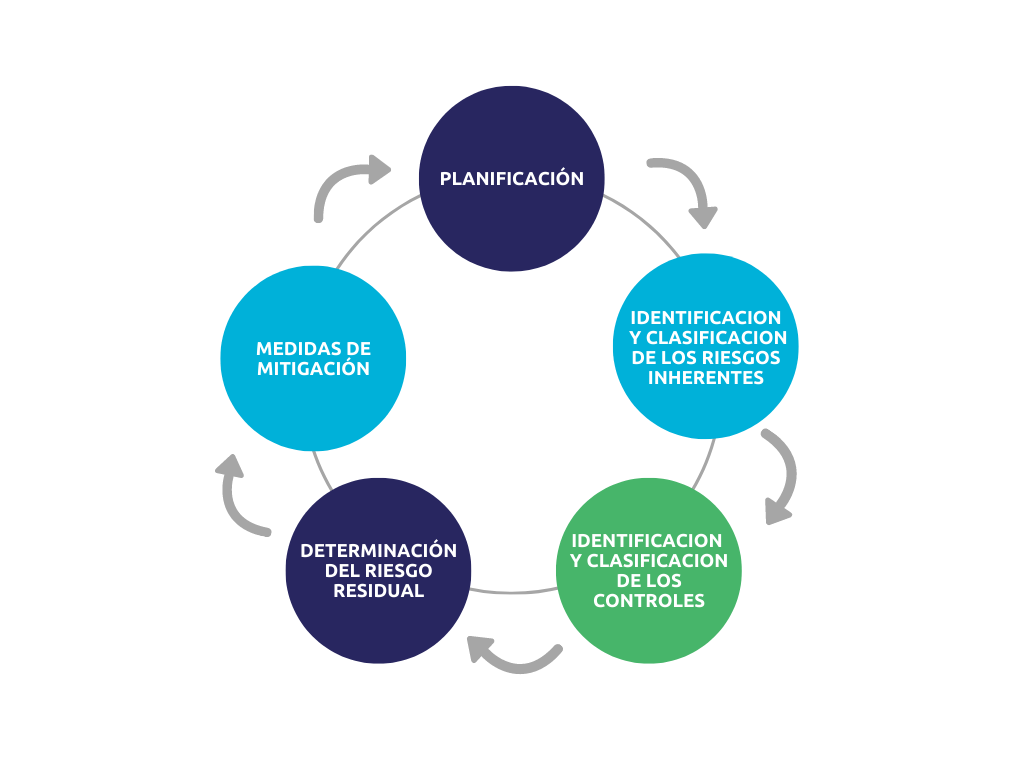 PLANIFICACIÓN
IDENTIFICACION
Y CLASIFICACION
DE LOS RIESGOS
INHERENTES
IDENTIFICACION
Y CLASIFICACION
DE LOS
CONTROLES
DETERMINACIÓN
DEL RIESGO
RESIDUAL
MEDIDAS DE
MITIGACIÓN